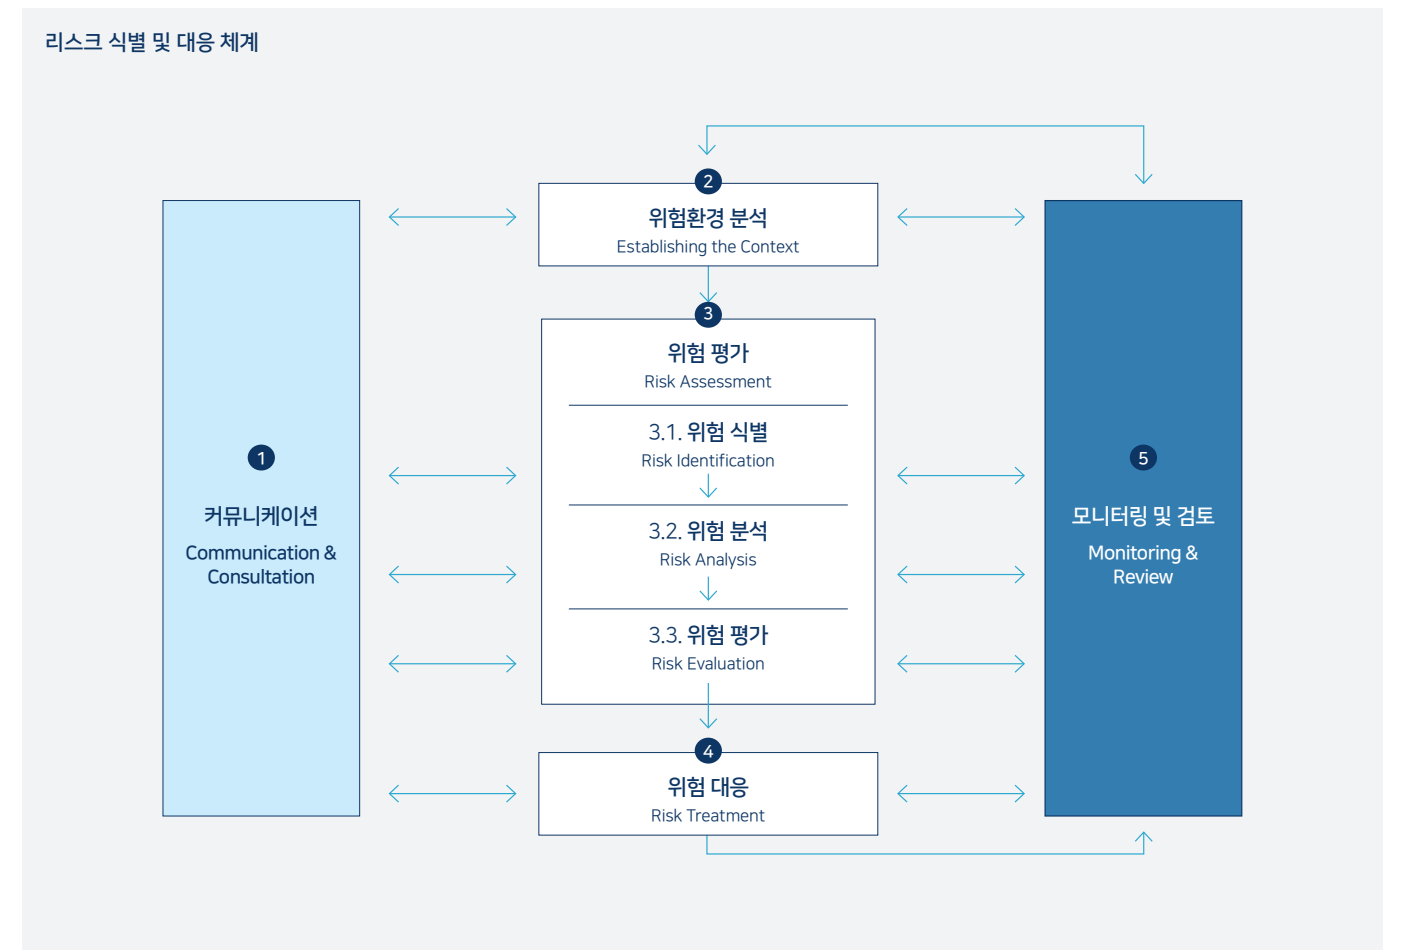 리스크 식별 및 대응 체계
1
커뮤니케이션
Communication &
Consultation
2
위험환경 분석
Establishing the Context
3
위험 평가
Risk Assessment
3.1. 위험 식별
Risk Identification
3.2. 위험 분석
Risk Analysis
3.3. 위험 평가
Risk Evaluation
4
위험 대응
Risk Treatment
5
모니터링 및 검토
Monitoring &
Review